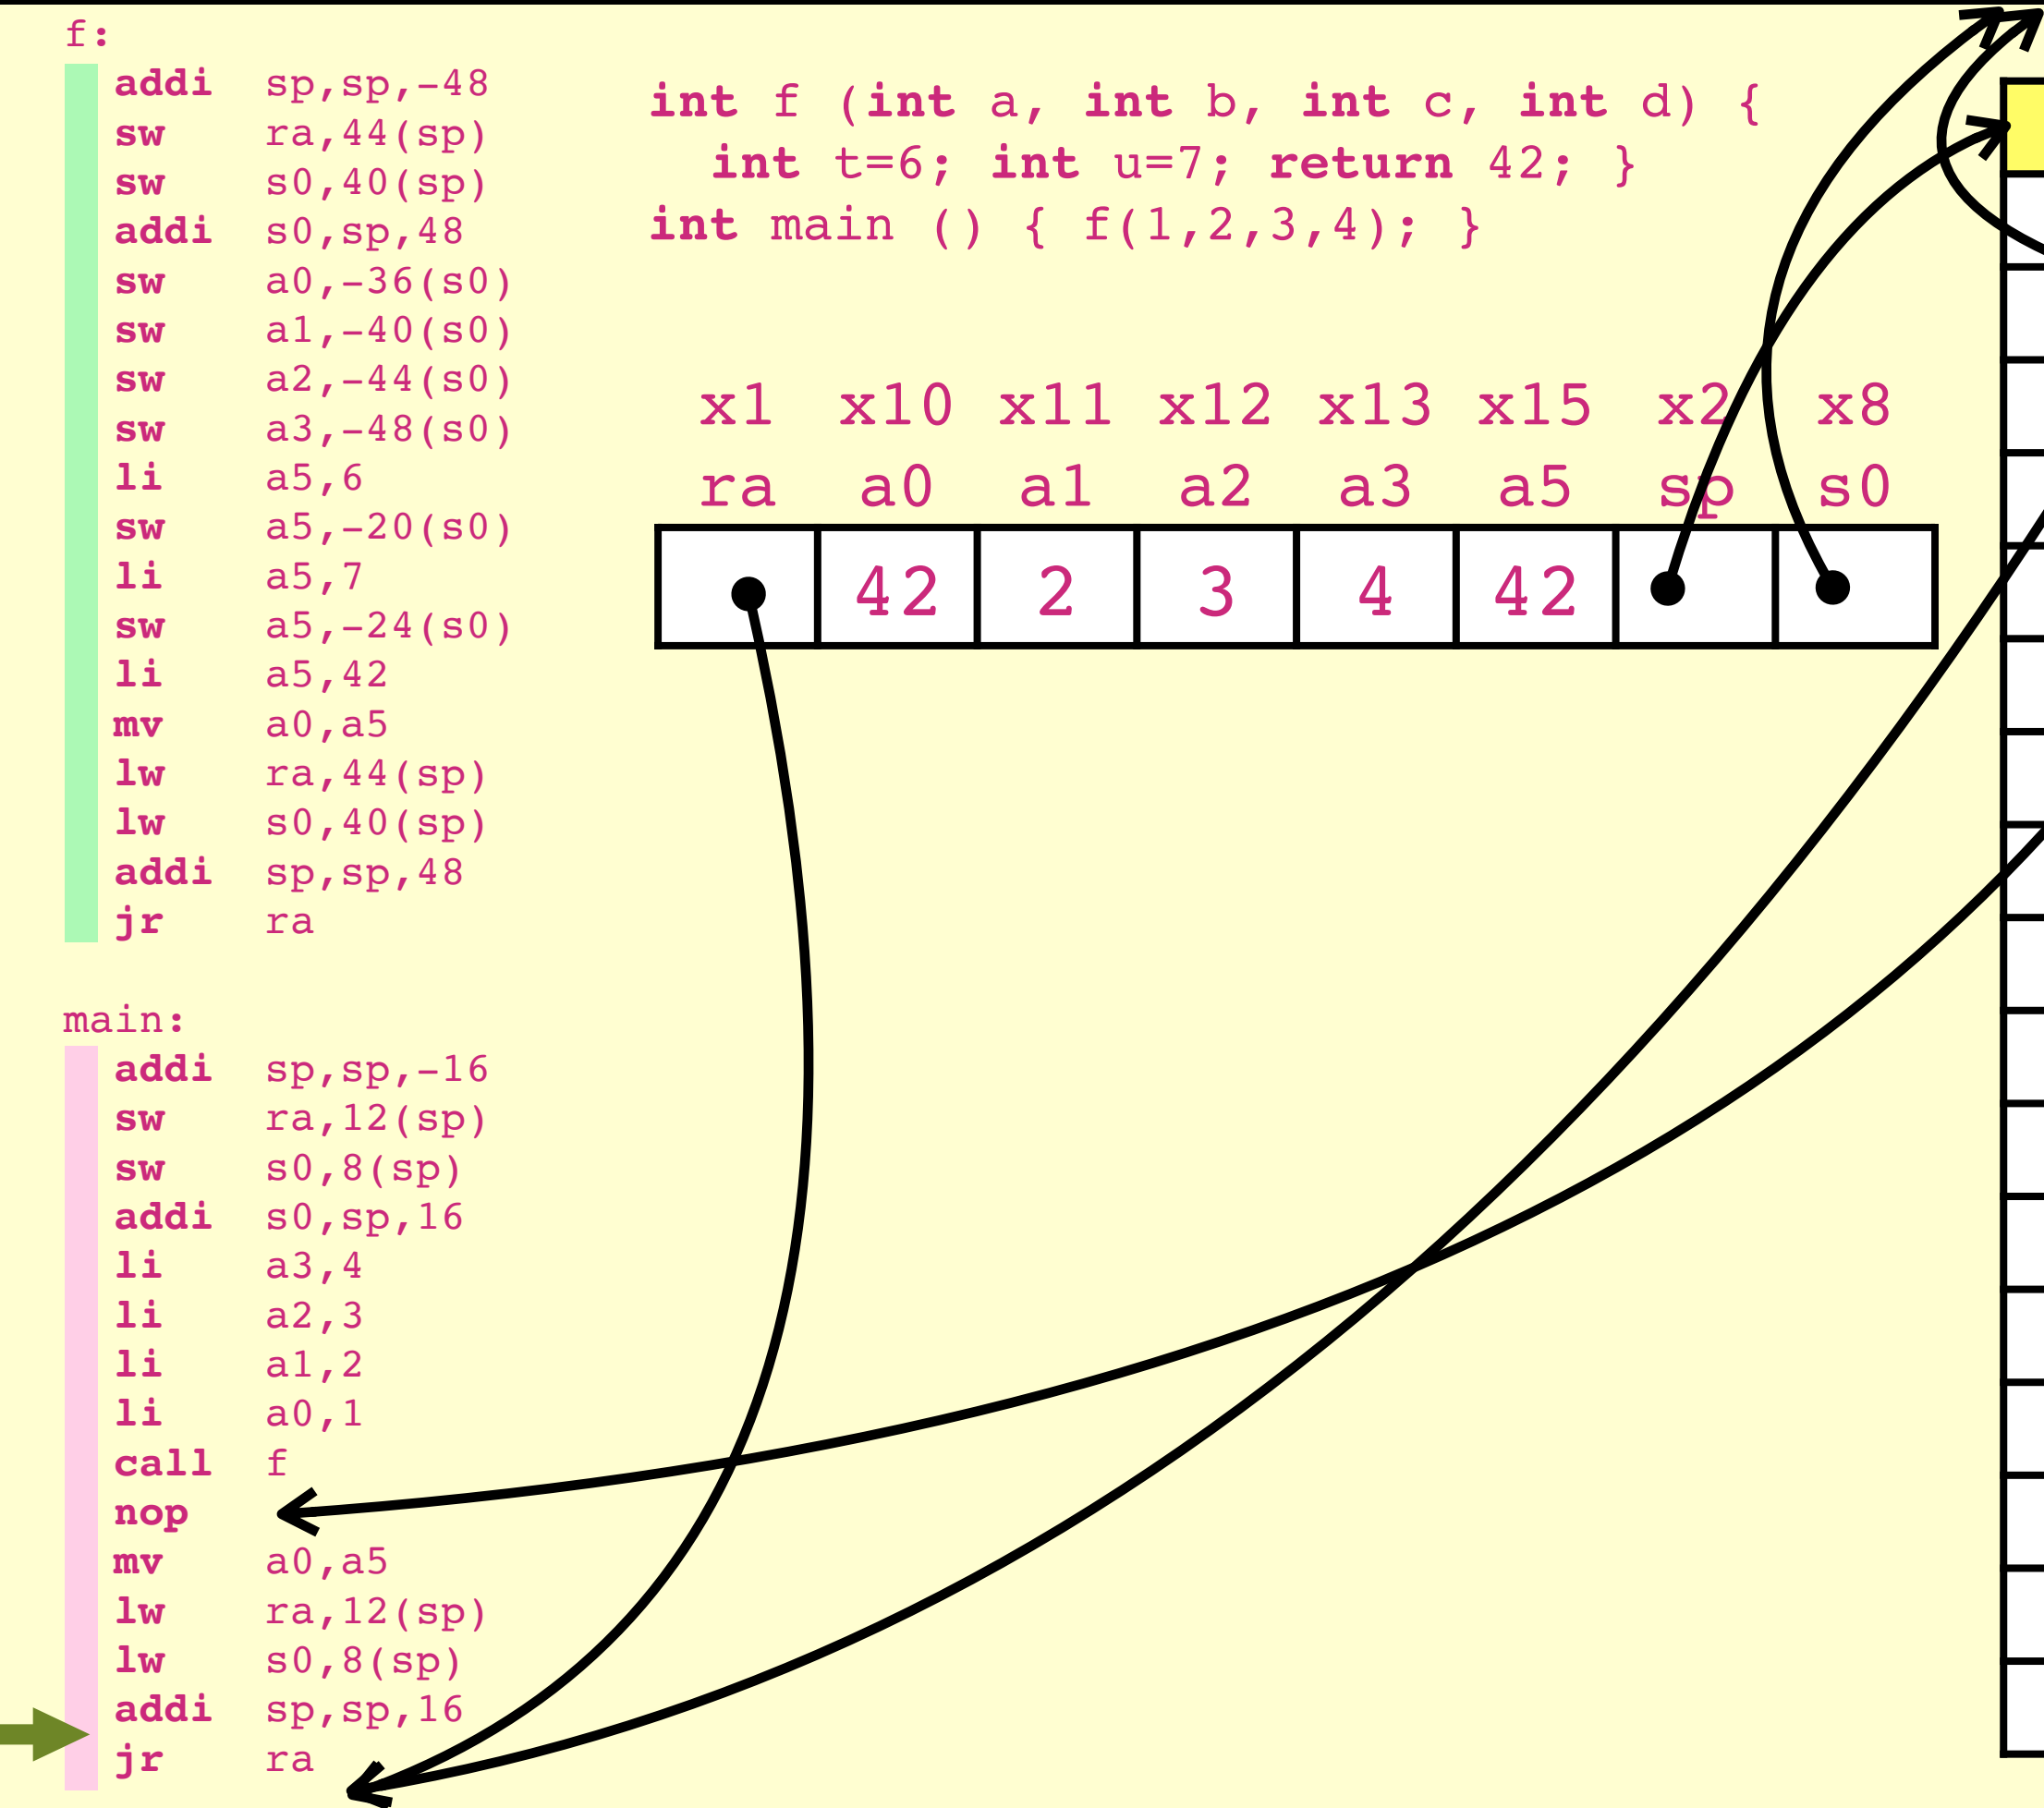 f:
addi sp,sp,-48
sw ra,44(sp)
sw s0,40(sp)
addi s0,sp,48
sw a0,-36(s0)
sw a1,-40(s0)
sw a2,-44(s0)
sw a3,-48(s0)
li a5,6
sw a5,-20(s0)
li a5,7
sw a5,-24(s0)
li a5,42
mv a0,a5
lw ra,44(sp)
lw s0,40(sp)
addi sp,sp,48
jr ra
main:
addi sp,sp,-16
sw ra,12(sp)
sw s0,8(sp)
addi s0,sp,16
li a3,4
li a2,3
li a1,2
li a0,1
call f
nop
mv a0,a5
lw ra,12(sp)
lw s0,8(sp)
addi sp,sp,16
jr ra
int f (int a, int b, int c, int d) {
int t=6; int u=7; return 42; }
int main () { f(1,2,3,4); }
x1 x10 x11 x12 x13 x15 x2 x8
ra a0 a1 a2 a3 a5 sp s0
42 2 3 4 42